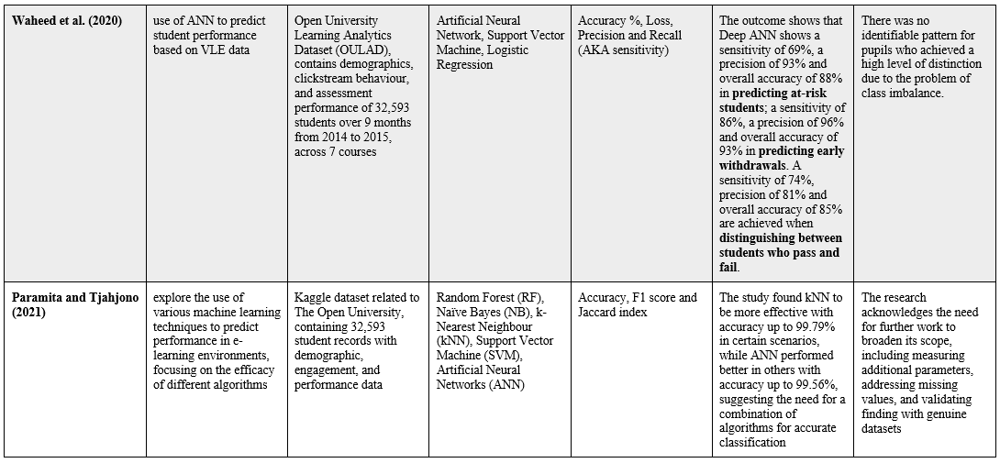 Waheed et al. (2020)
use of ANN to predict
student performance
based on VLE data
Open University
Learning Analytics
Dataset (OULAD),
contains demographics,
clickstream behaviour,
and assessment
performance of 32,593
students over 9 months
from 2014 to 2015,
across 7 courses
Artificial Neural
Network, Support Vector
Machine, Logistic
Regression
Accuracy %, Loss,
Precision and Recall
(AKA sensitivity)
The outcome shows that
Deep ANN shows a
sensitivity of 69%, a
precision of 93% and
overall accuracy of 88%
in predicting at-risk
students; a sensitivity of
86%, a precision of 96%
and overall accuracy of
93% in predicting early
withdrawals. A
sensitivity of 74%,
precision of 81% and
overall accuracy of 85%
are achieved when
distinguishing between
students who pass and
fail.
There was no
identifiable pattern for
pupils who achieved a
high level of distinction
due to the problem of
class imbalance.
Paramita and Tjahjono
(2021)
explore the use of
various machine learning
techniques to predict
performance in e-
learning environments,
focusing on the efficacy
of different algorithms
Kaggle dataset related to
The Open University,
containing 32,593
student records with
demographic,
engagement, and
performance data
Random Forest (RF),
Naïve Bayes (NB), k-
Nearest Neighbour
(kNN), Support Vector
Machine (SVM),
Artificial Neural
Networks (ANN)
Accuracy, F1 score and
Jaccard index
The study found kNN to
be more effective with
accuracy up to 99.79%
in certain scenarios,
while ANN performed
better in others with
accuracy up to 99.56%,
suggesting the need for a
combination of
algorithms for accurate
classification
The research
acknowledges the need
for further work to
broaden its scope,
including measuring
additional parameters,
addressing missing
values, and validating
finding with genuine
datasets